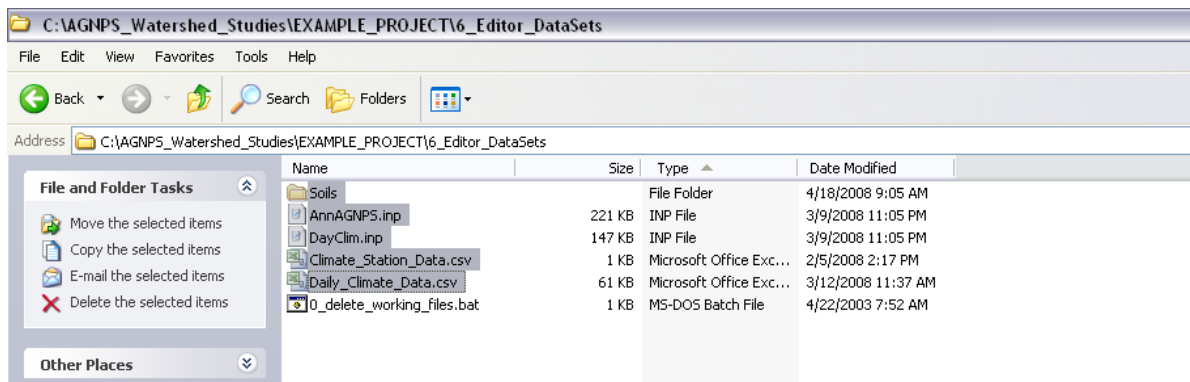 C:\AGNPS_Watershed_Studies\EXAMPLE_PROJECT\6_Editor_DataSets
File Edit View Favorites Tools Help
Back Search Folders
Address C:\AGNPS_Watershed_Studies\EXAMPLE_PROJECT\6_Editor_DataSets
File and Folder Tasks
Move the selected items
Copy the selected items
E-mail the selected items
Delete the selected items
Other Places
Name Size Type Date Modified
Soils File Folder 4/18/2008 9:05 AM
AnnAGNPS.inp 221 KB INP File 3/9/2008 11:05 PM
DayClim.inp 147 KB INP File 3/9/2008 11:05 PM
Climate_Station_Data.csv 1 KB Microsoft Office Exc... 2/5/2008 2:17 PM
Daily_Climate_Data.csv 61 KB Microsoft Office Exc... 3/12/2008 11:37 AM
0_delete_working_files.bat 1 KB MS-DOS Batch File 4/22/2003 7:52 AM